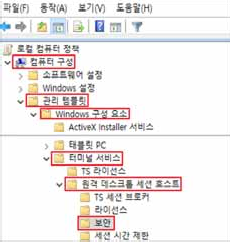 파일(F) 동작(A) 보기(V) 도움말(H)
로컬 컴퓨터 정책
컴퓨터 구성
소프트웨어 설정
Windows 설정
관리 템플릿
Windows 구성 요소
ActiveX Installer 서비스
태블릿 PC
터미널 서비스
TS 라이선스
원격 데스크톱 세션 호스트
TS 세션 브로커
라이선스
보안
세션 시간 제한